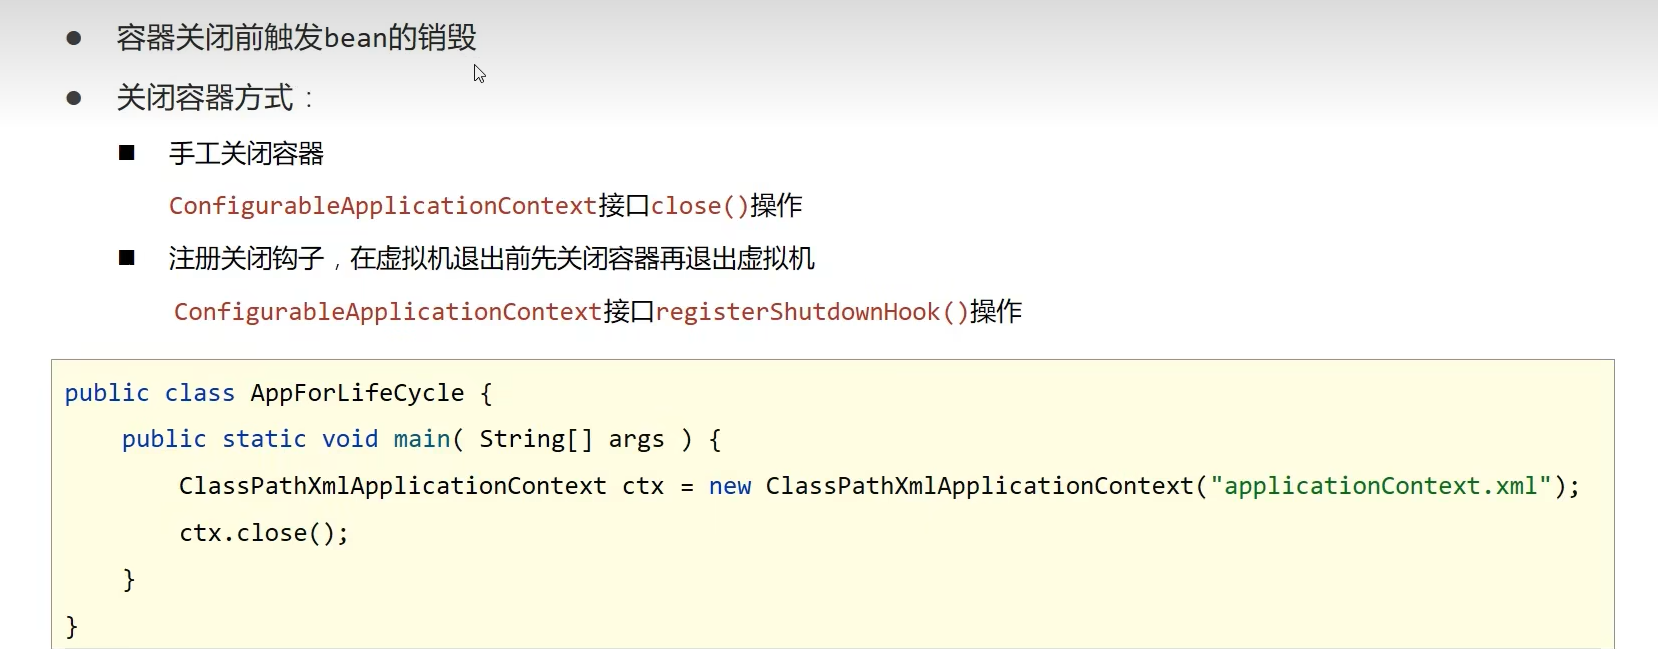 ● 容器关闭前触发bean的销毁
● 关闭容器方式：
■ 手工关闭容器
ConfigurableApplicationContext接口close()操作
■ 注册关闭钩子，在虚拟机退出前先关闭容器再退出虚拟机
ConfigurableApplicationContext接口registerShutdownHook()操作
public class AppForLifeCycle {
    public static void main( String[] args ) {
        ClassPathXmlApplicationContext ctx = new ClassPathXmlApplicationContext("applicationContext.xml");
        ctx.close();
    }
}